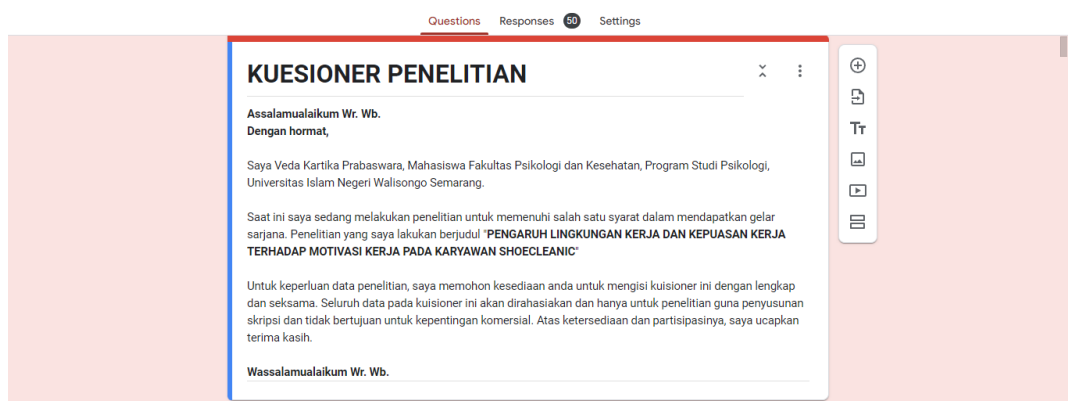 Questions Responses 50 Settings
KUESIONER PENELITIAN
Assalamualaikum Wr. Wb.
Dengan hormat,
Saya Veda Kartika Prabaswara, Mahasiswa Fakultas Psikologi dan Kesehatan, Program Studi Psikologi,
Universitas Islam Negeri Walisongo Semarang.
Saat ini saya sedang melakukan penelitian untuk memenuhi salah satu syarat dalam mendapatkan gelar
sarjana. Penelitian yang saya lakukan berjudul "PENGARUH LINGKUNGAN KERJA DAN KEPUASAN KERJA
TERHADAP MOTIVASI KERJA PADA KARYAWAN SHOECLEANIC"
Untuk keperluan data penelitian, saya memohon kesediaan anda untuk mengisi kuisioner ini dengan lengkap
dan seksama. Seluruh data pada kuisioner ini akan dirahasiakan dan hanya untuk penelitian guna penyusunan
skripsi dan tidak bertujuan untuk kepentingan komersial. Atas ketersediaan dan partisipasinya, saya ucapkan
terima kasih.
Wassalamualaikum Wr. Wb.